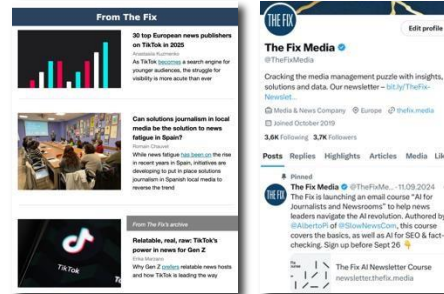 From The Fix
30 top European news publishers
on TikTok in 2025
Anastasiia Kuzmenko
As TikTok becomes a search engine for
younger audiences, the struggle for
visibility is more acute than ever
Can solutions journalism in local
media be the solution to news
fatigue in Spain?
Romain Chauvet
While news fatigue has been on the rise
in recent years in Spain, initiatives are
developing to put in place solutions
journalism in Spanish local media to
reverse the trend
TikTok
From The Fix's archive
Relatable, real, raw: TikTok's
power in news for Gen Z
Erika Marzano
Why Gen Z prefers relatable news hosts
and how TikTok is leading the way
THE FIX
Edit profile
The Fix Media
@TheFixMedia
Cracking the media management puzzle with insights,
solutions and data. Our newsletter – bit.ly/TheFix-
Newslet...
Media & News Company Europe thefix.media
Joined October 2019
3,6K Following 3,7K Followers
Posts Replies Highlights Articles Media Lik
Pinned
THE FIX
The Fix Media @TheFixMe... · 11.09.2024
The Fix is launching an email course "AI for
Journalists and Newsrooms" to help news
leaders navigate the AI revolution. Authored by
@AlbertoPi of @SlowNewsCom, this course
covers the basics, as well as AI for SEO & fact-
checking. Sign up before Sept 26
The Fix AI Newsletter Course
newsletter.thefix.media